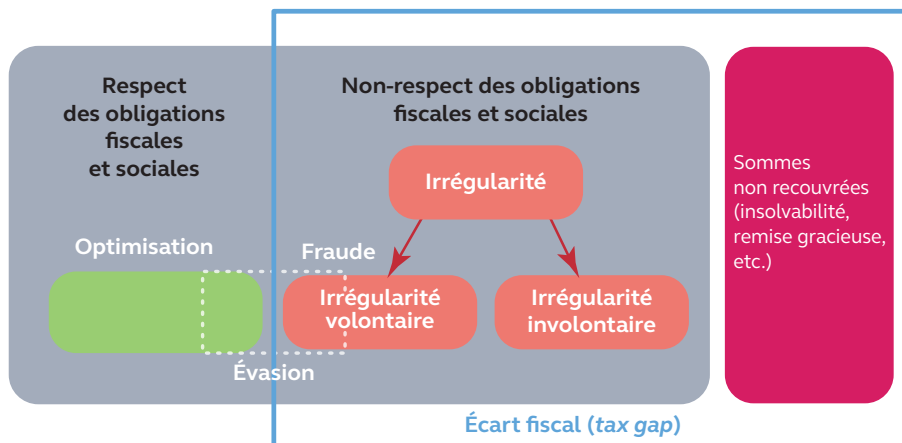 Respect
des obligations
fiscales
et sociales
Non-respect des obligations
fiscales et sociales
Irrégularité
Sommes
non recouvrées
(insolvabilité,
remise gracieuse,
etc.)
Optimisation
Fraude
Irrégularité
volontaire
Irrégularité
involontaire
Évasion
Écart fiscal (tax gap)